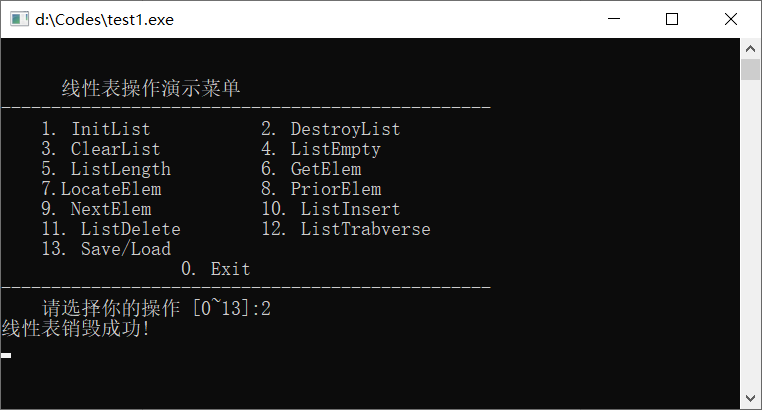 d:\Codes\test1.exe
线性表操作演示菜单
-------------------------------------------------
1. InitList 2. DestroyList
3. ClearList 4. ListEmpty
5. ListLength 6. GetElem
7.LocateElem 8. PriorElem
9. NextElem 10. ListInsert
11. ListDelete 12. ListTrabverse
13. Save/Load
0. Exit
-------------------------------------------------
请选择你的操作 [0~13]:2
线性表销毁成功!